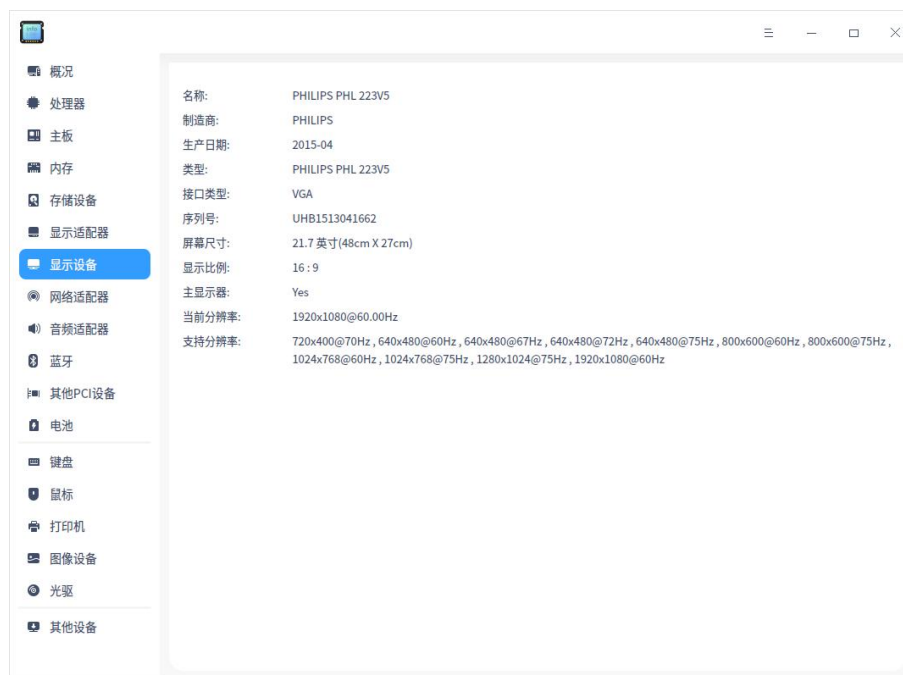 概况
处理器
主板
内存
存储设备
显示适配器
显示设备
网络适配器
音频适配器
蓝牙
其他PCI设备
电池
键盘
鼠标
打印机
图像设备
光驱
其他设备
名称: PHILIPS PHL 223V5
制造商: PHILIPS
生产日期: 2015-04
类型: PHILIPS PHL 223V5
接口类型: VGA
序列号: UHB1513041662
屏幕尺寸: 21.7 英寸(48cm X 27cm)
显示比例: 16 : 9
主显示器: Yes
当前分辨率: 1920x1080@60.00Hz
支持分辨率: 720x400@70Hz , 640x480@60Hz , 640x480@67Hz , 640x480@72Hz , 640x480@75Hz , 800x600@60Hz , 800x600@75Hz ,
1024x768@60Hz , 1024x768@75Hz , 1280x1024@75Hz , 1920x1080@60Hz